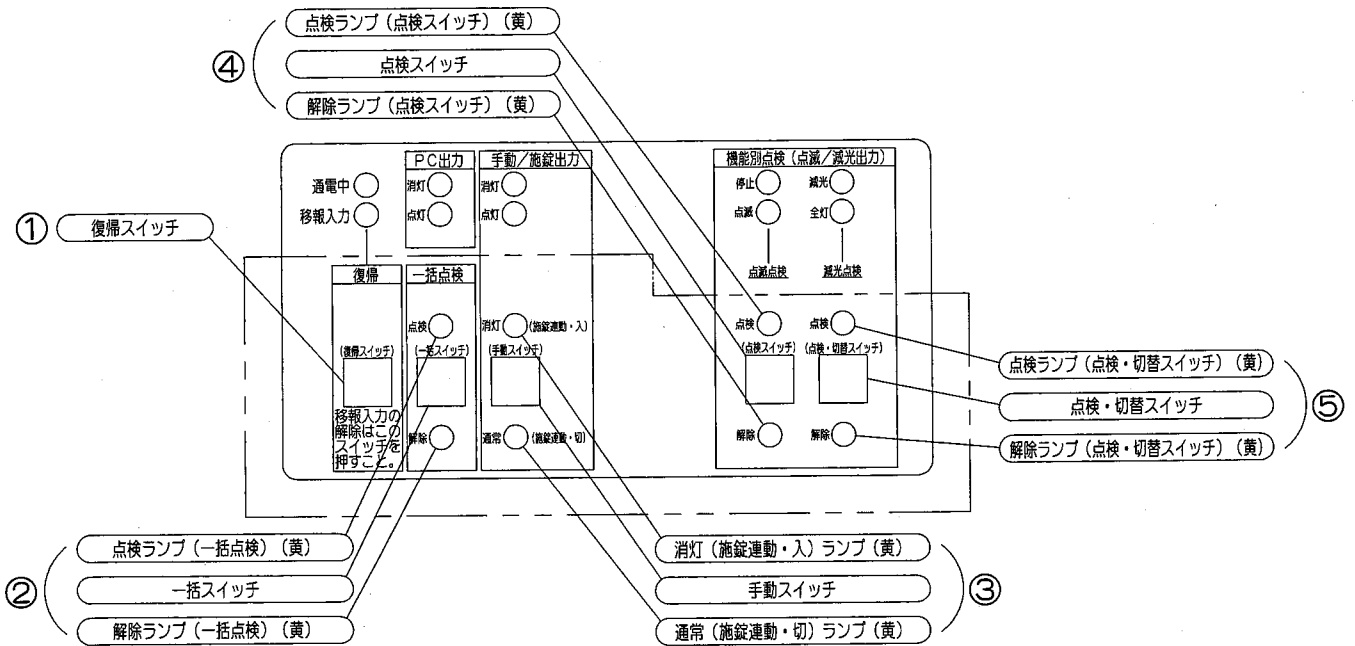 点検ランプ(点検スイッチ)(黄)
④
点検スイッチ
解除ランプ(点検スイッチ)(黄)
PC出力
手動/施錠出力
機能別点検(点滅/減光出力)
通電中
消灯
消灯
停止
減光
移報入力
点灯
点灯
点滅
全灯
① 復帰スイッチ
点滅点検
減光点検
復帰
一括点検
点検
消灯
(施錠連動・入)
点検
点検
(復帰スイッチ)
(一括スイッチ)
(手動スイッチ)
(点検スイッチ)
(点検・切替スイッチ)
点検ランプ(点検・切替スイッチ)(黄)
点検・切替スイッチ
⑤
解除ランプ(点検・切替スイッチ)(黄)
移報入力の
解除はこの
スイッチを
押すこと。
解除
通常
(施錠連動・切)
解除
解除
点検ランプ(一括点検)(黄)
②
一括スイッチ
解除ランプ(一括点検)(黄)
消灯(施錠連動・入)ランプ(黄)
手動スイッチ
③
通常(施錠連動・切)ランプ(黄)